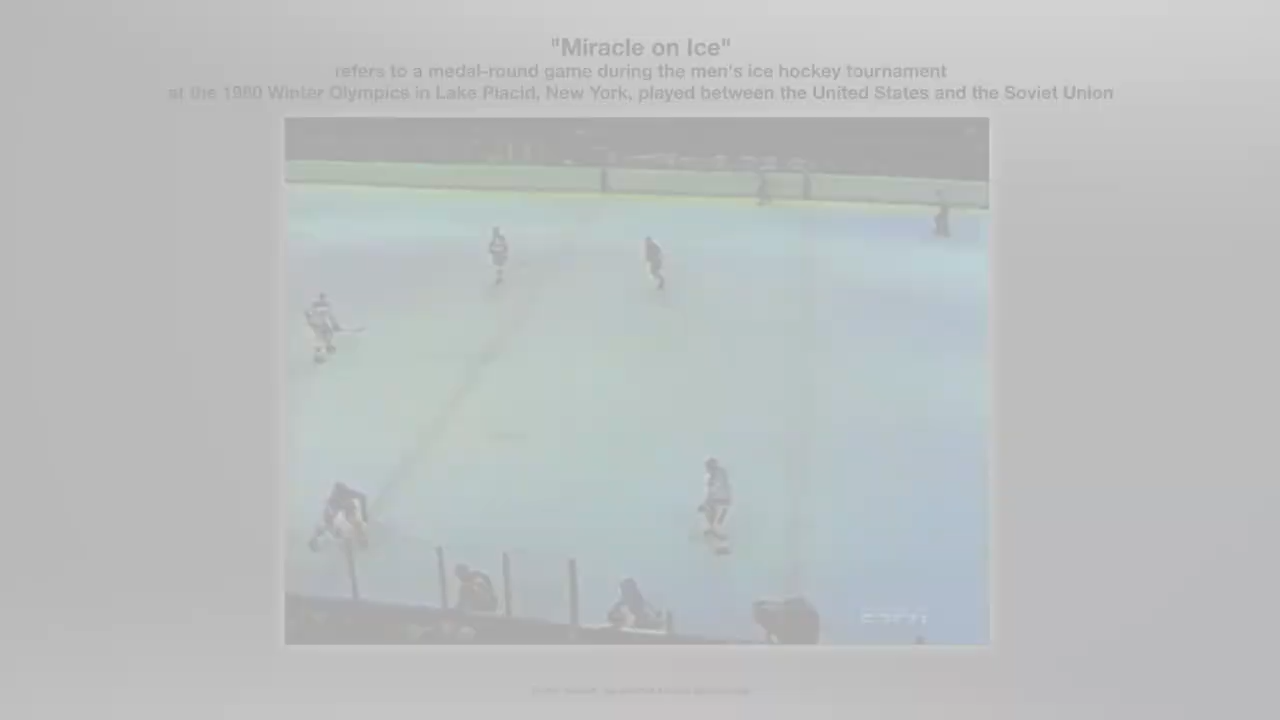 "Miracle on Ice"
refers to a medal-round game during the men's ice hockey tournament
at the 1980 Winter Olympics in Lake Placid, New York, played between the United States and the Soviet Union
ESPN